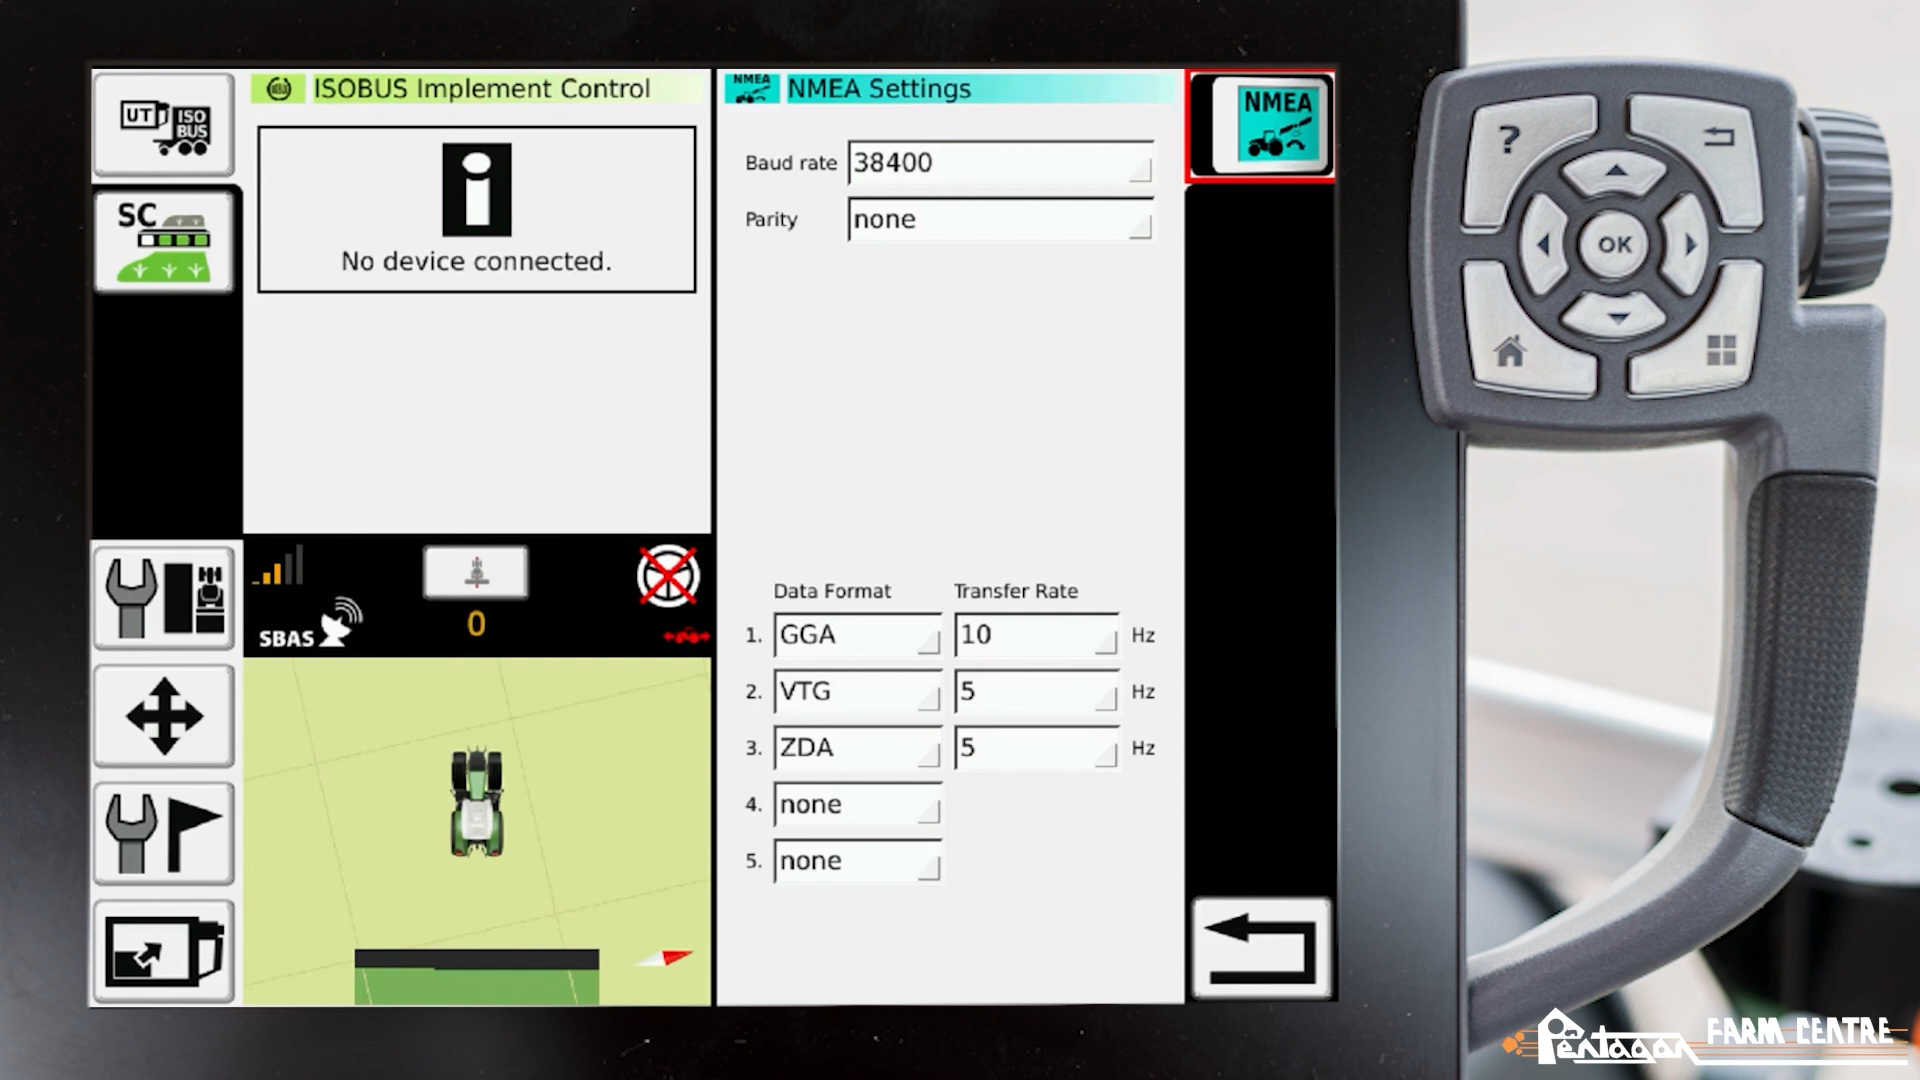 UT ISO
BUS
SC
ISOBUS Implement Control
No device connected.
SBAS
0
NMEA
NMEA Settings
Baud rate 38400
Parity none
Data Format Transfer Rate
1. GGA 10 Hz
2. VTG 5 Hz
3. ZDA 5 Hz
4. none
5. none
NMEA
?
OK
Pentagon FARM CENTRE